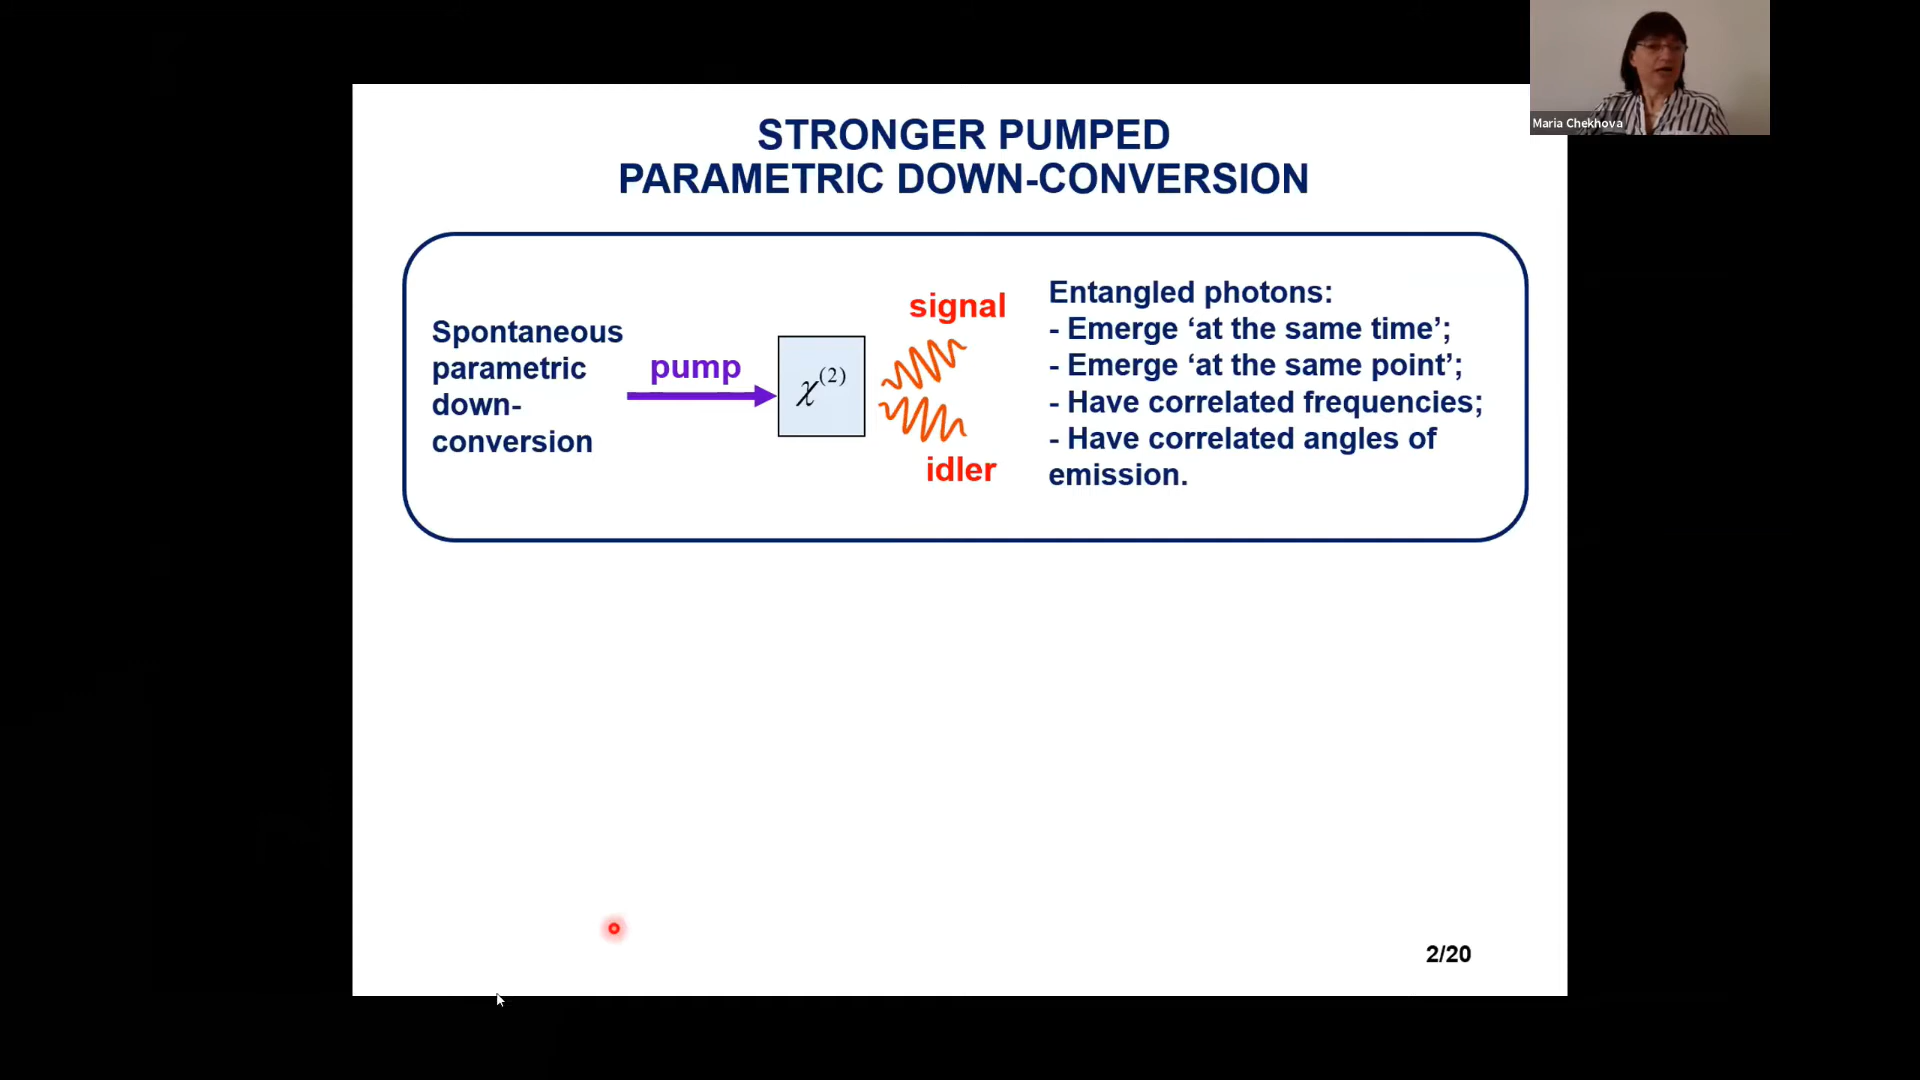 Maria Chekhova
STRONGER PUMPED
PARAMETRIC DOWN-CONVERSION
Spontaneous
parametric
down-
conversion
pump
χ(2)
signal
idler
Entangled photons:
- Emerge ‘at the same time’;
- Emerge ‘at the same point’;
- Have correlated frequencies;
- Have correlated angles of
emission.
2/20